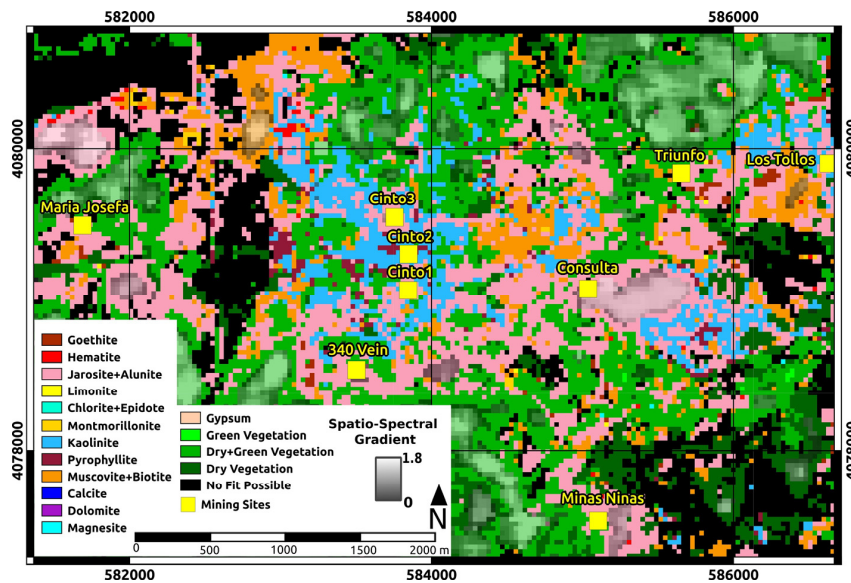 582000 584000 586000
4080000 4080000
Triunfo
Los Tollos
Maria Josefa
Cinto3
Cinto2
Cinto1
Consulta
340 Vein
Goethite
Hematite
Jarosite+Alunite
Limonite
Chlorite+Epidote
Montmorillonite
Kaolinite
Pyrophyllite
Muscovite+Biotite
Calcite
Dolomite
Magnesite
Gypsum
Green Vegetation
Dry+Green Vegetation
Dry Vegetation
No Fit Possible
Mining Sites
Spatio-Spectral
Gradient
1.8
0
N
0 500 1000 1500 2000 m
4078000 4078000
Minas Ninas
582000 584000 586000